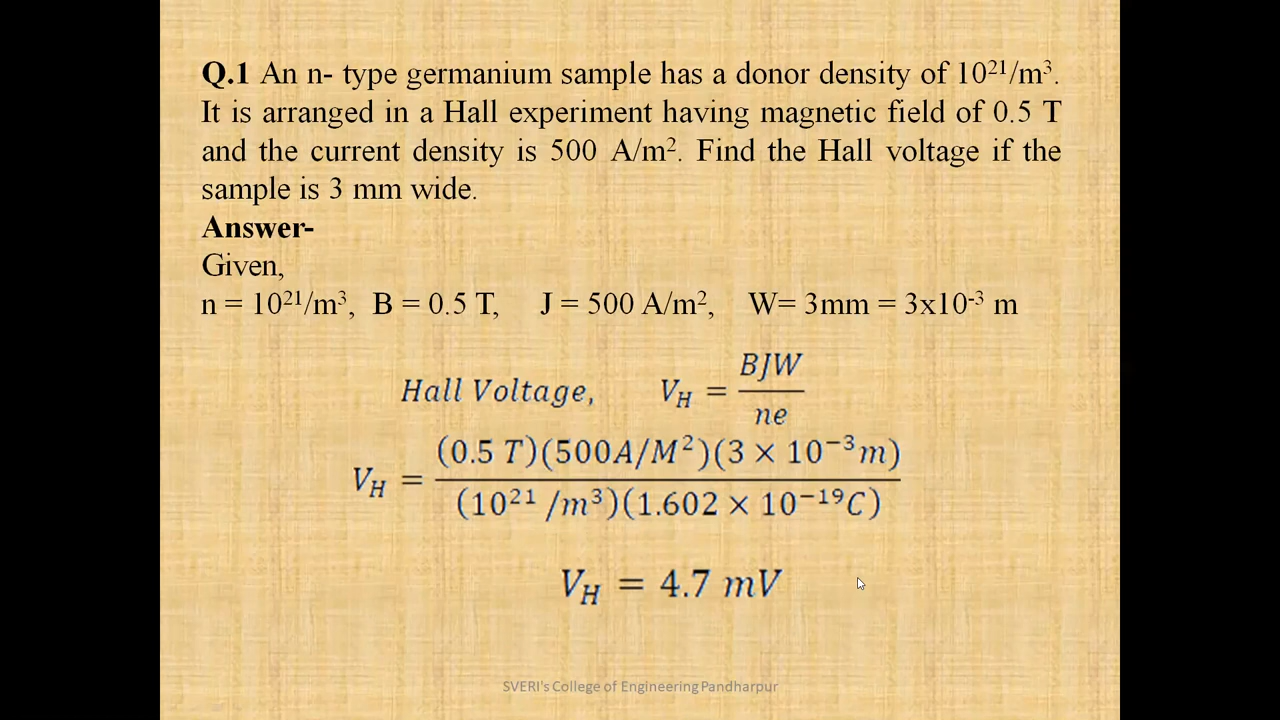 Q.1 An n- type germanium sample has a donor density of 10²¹/m³.
It is arranged in a Hall experiment having magnetic field of 0.5 T
and the current density is 500 A/m². Find the Hall voltage if the
sample is 3 mm wide.
Answer-
Given,
n = 10²¹/m³, B = 0.5 T, J = 500 A/m², W= 3mm = 3x10⁻³ m
Hall Voltage, V_H = BJW / ne
V_H = (0.5 T)(500A/M²)(3 × 10⁻³m) / (10²¹ /m³)(1.602 × 10⁻¹⁹C)
V_H = 4.7 mV
SVERI's College of Engineering Pandharpur